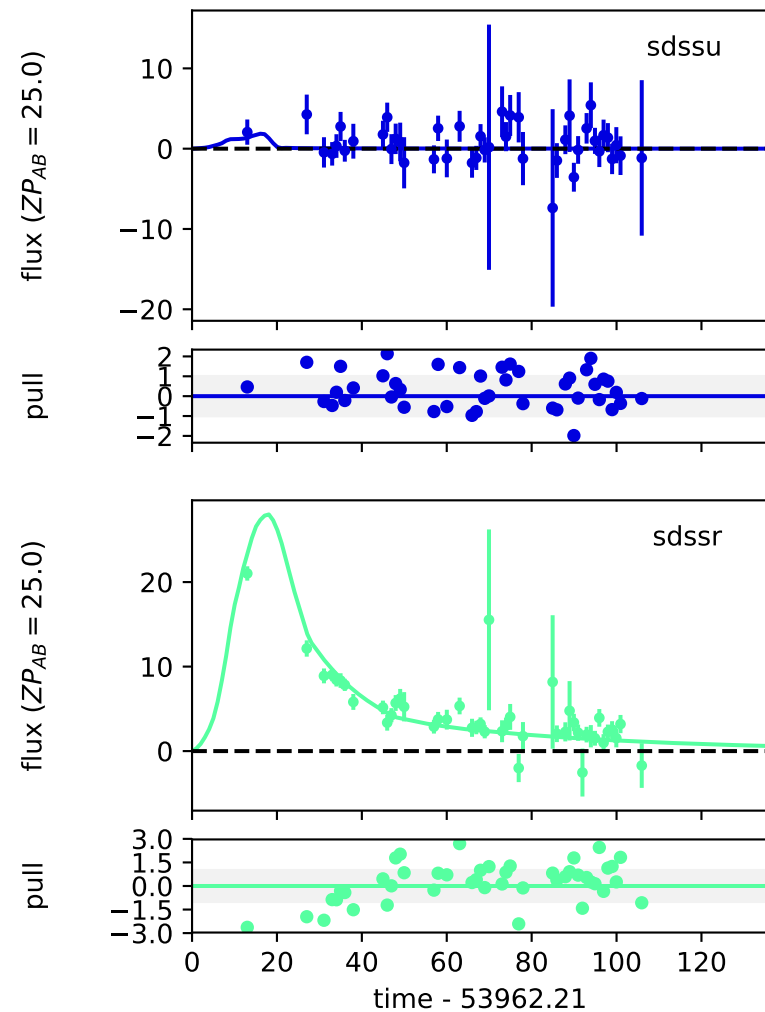 sdssu
flux (ZP_AB = 25.0)
10
0
−10
−20
pull
2
1
0
−1
−2
sdssr
flux (ZP_AB = 25.0)
20
10
0
pull
3.0
1.5
0.0
−1.5
−3.0
0 20 40 60 80 100 120
time - 53962.21